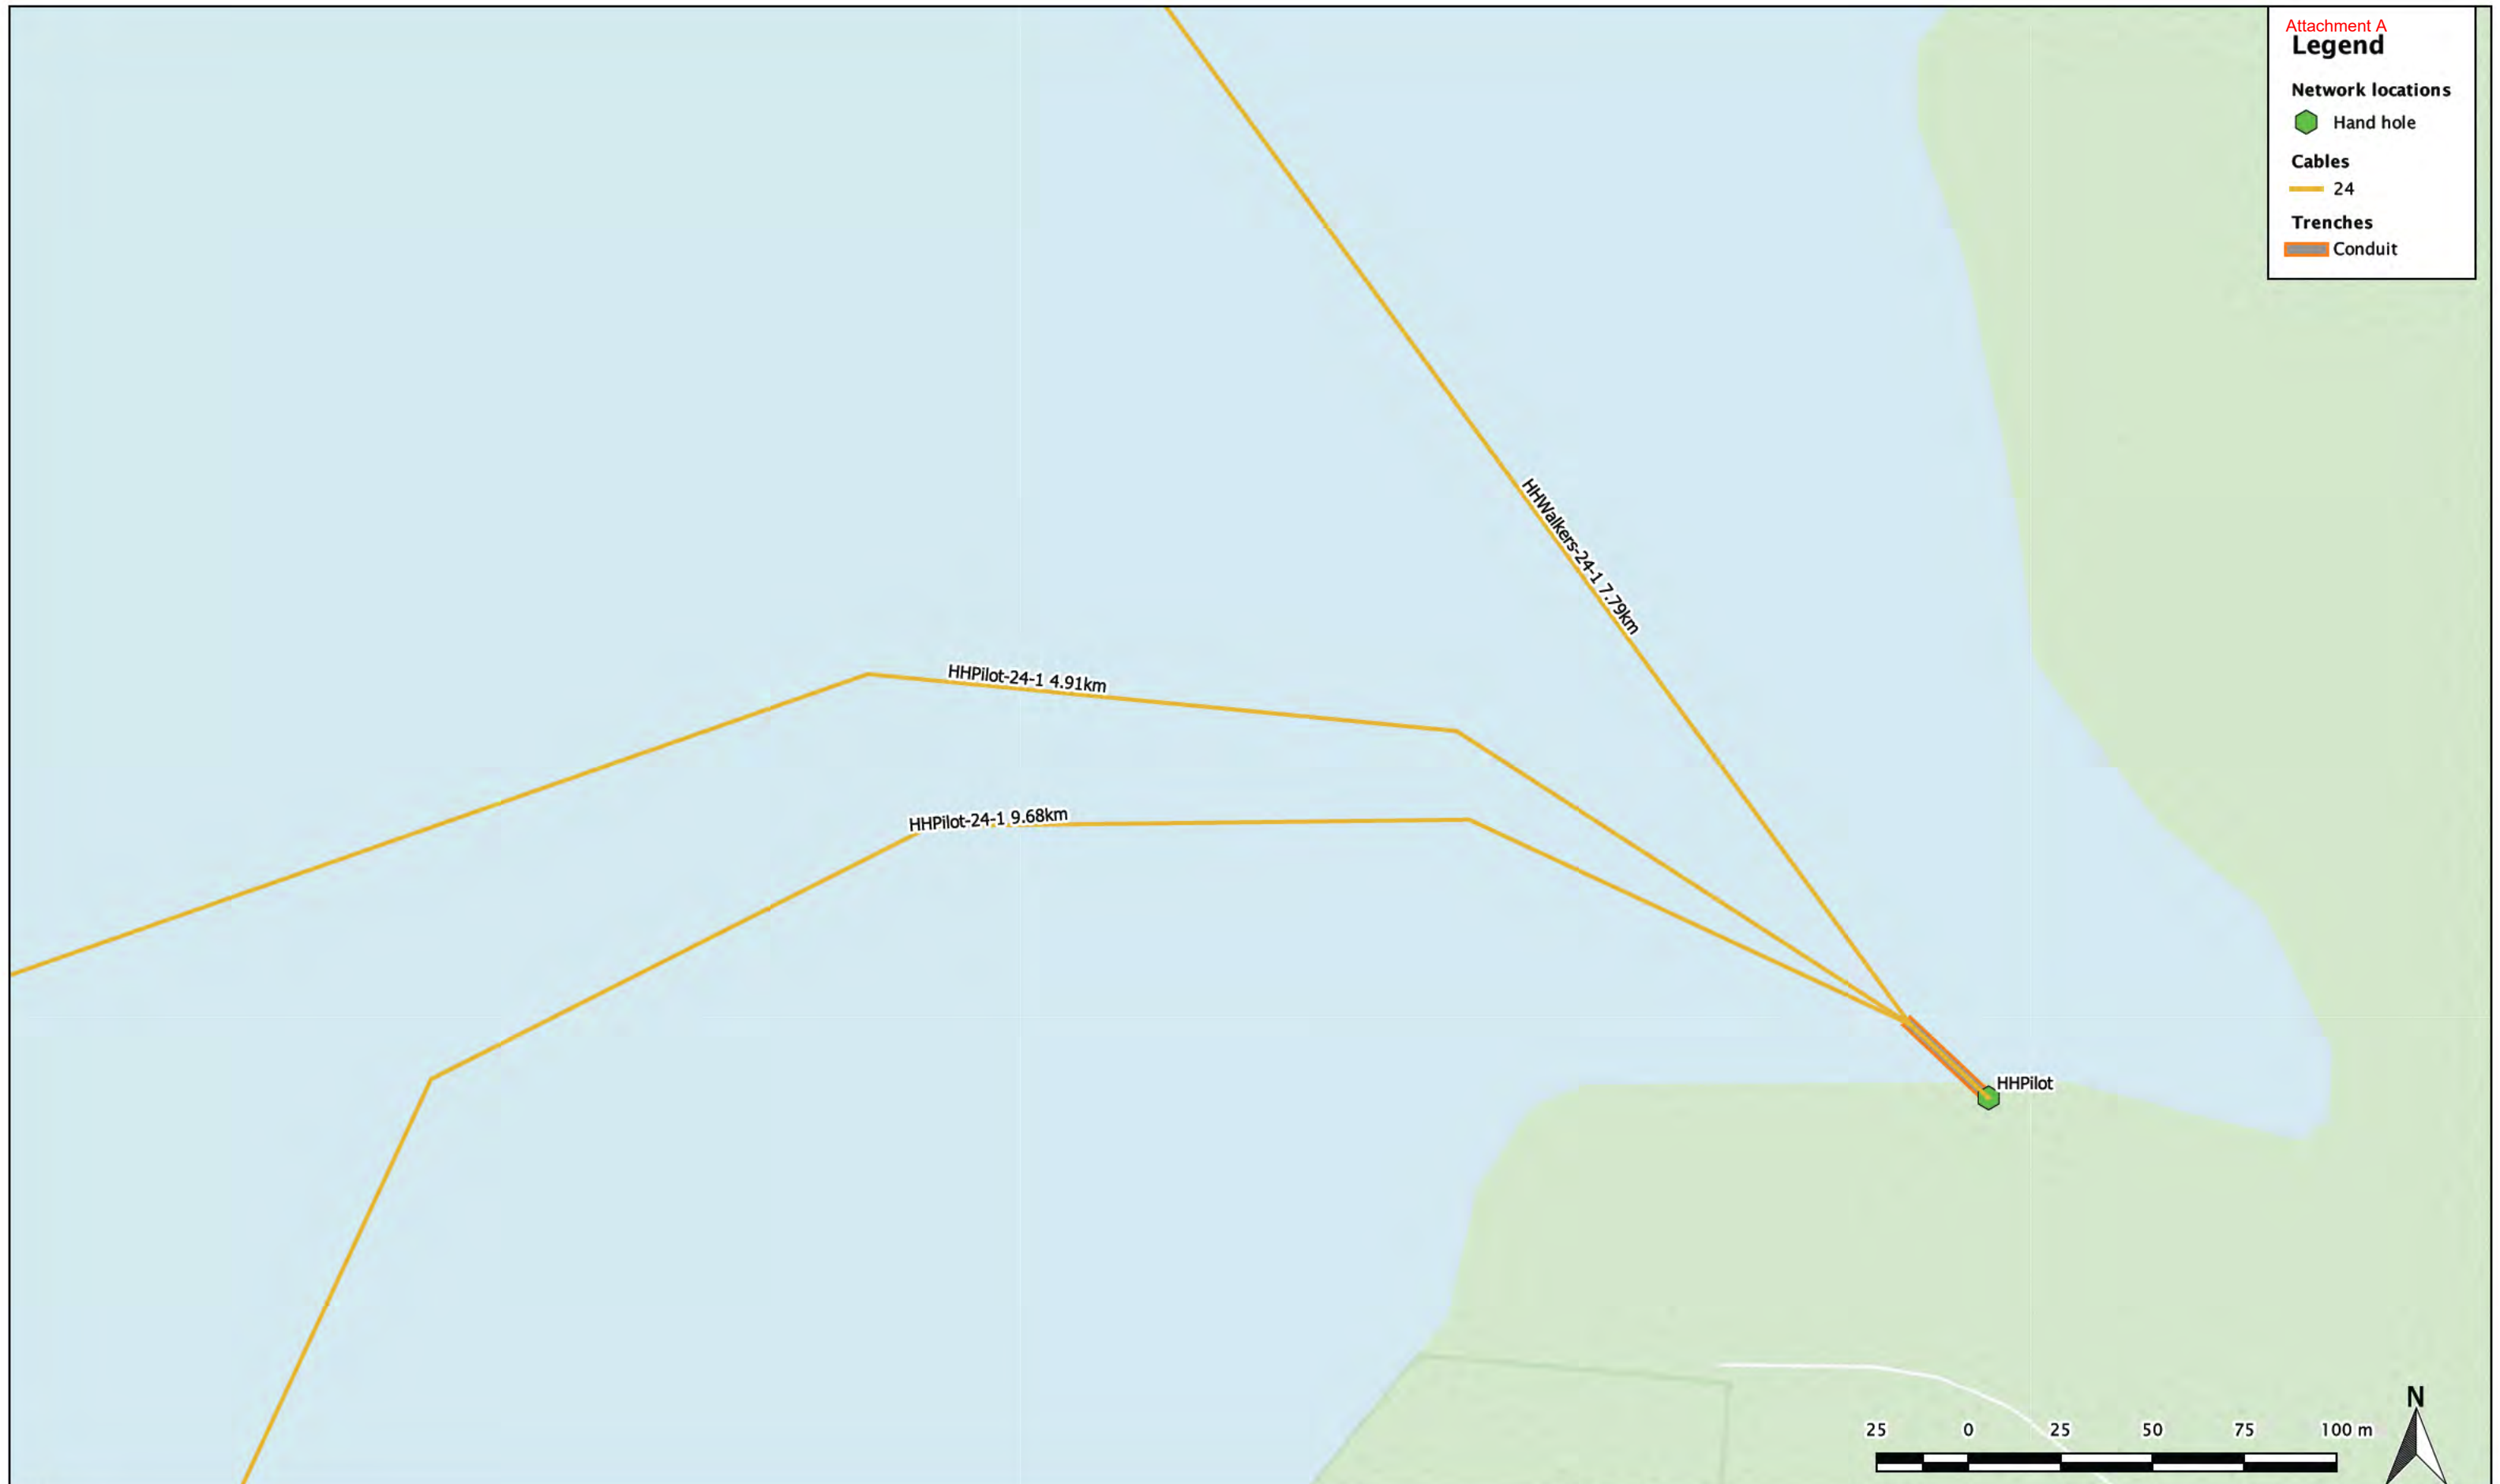 Attachment A
Legend
Network locations
Hand hole
Cables
24
Trenches
Conduit
HHWalkers-24-1 7.79km
HHPilot-24-1 4.91km
HHPilot-24-1 9.68km
HHPilot
N
25 0 25 50 75 100 m